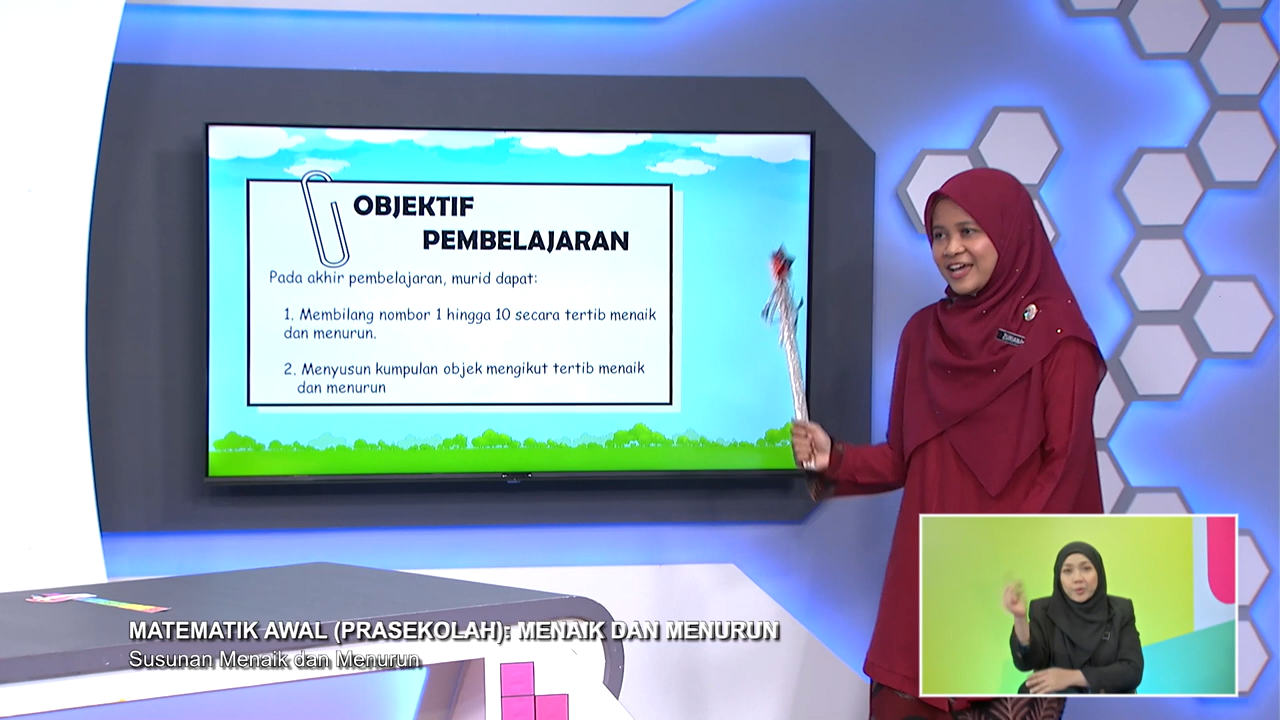 OBJEKTIF
PEMBELAJARAN
Pada akhir pembelajaran, murid dapat:
1. Membilang nombor 1 hingga 10 secara tertib menaik
dan menurun.
2. Menyusun kumpulan objek mengikut tertib menaik
dan menurun
MATEMATIK AWAL (PRASEKOLAH): MENAIK DAN MENURUN
Susunan Menaik dan Menurun